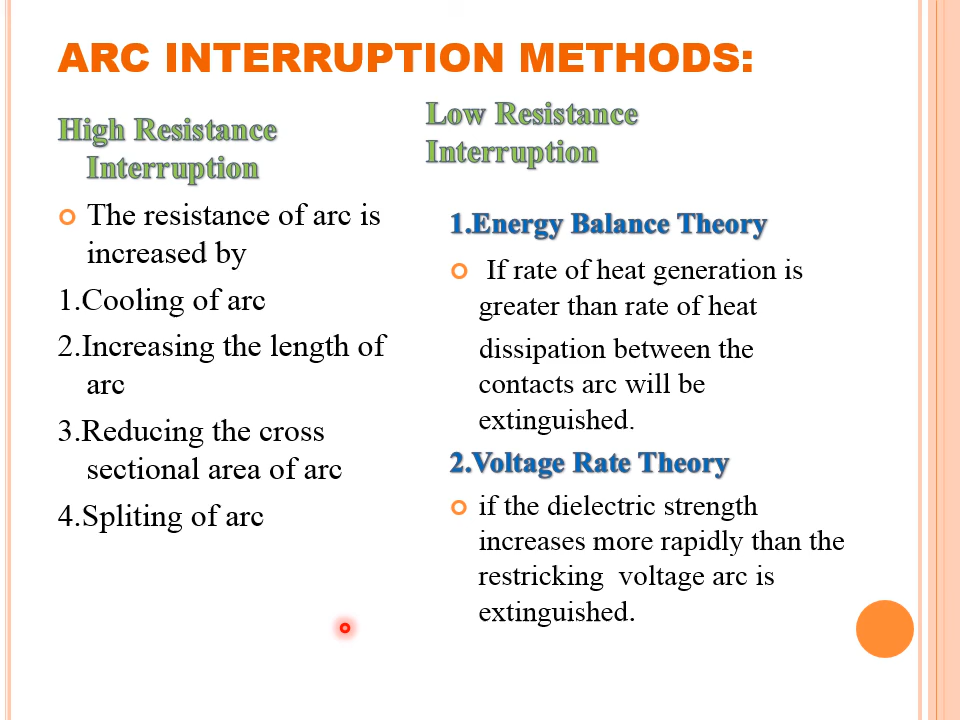 ARC INTERRUPTION METHODS:
High Resistance
Interruption
The resistance of arc is
increased by
1.Cooling of arc
2.Increasing the length of
arc
3.Reducing the cross
sectional area of arc
4.Spliting of arc
Low Resistance
Interruption
1.Energy Balance Theory
If rate of heat generation is
greater than rate of heat
dissipation between the
contacts arc will be
extinguished.
2.Voltage Rate Theory
if the dielectric strength
increases more rapidly than the
restricking voltage arc is
extinguished.